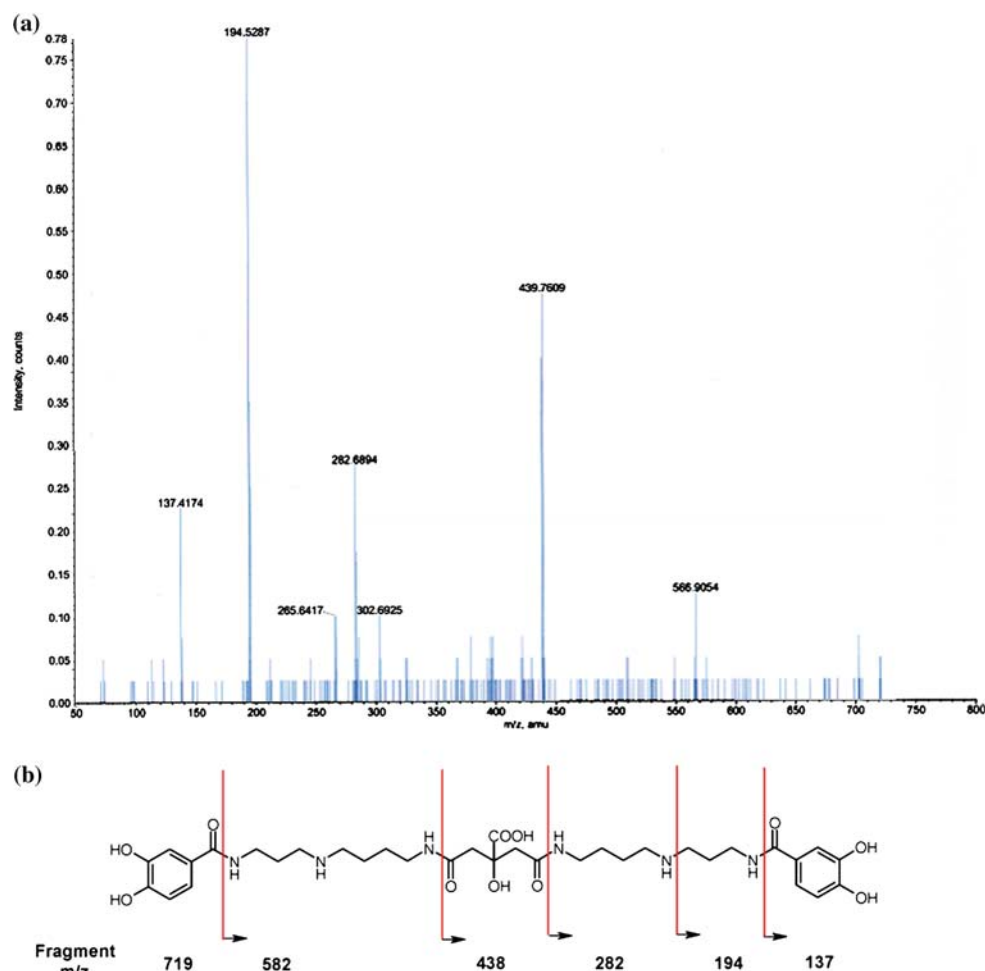 (a)
194.5287
0.78
0.75
0.70
0.65
0.60
0.55
0.50
439.7609
0.45
0.40
Intensity, counts
0.35
0.30
282.6894
0.25
137.4174
0.20
0.15
566.9054
265.6417
302.6925
0.10
0.05
0.00
50 100 150 200 250 300 350 400 450 500 550 600 650 700 750 800
m/z, amu
(b)
HO
HO
O
N
H
N
H
H
N
O
COOH
OH
O
H
N
N
H
H
N
O
OH
OH
Fragment
m/z
719 582 438 282 194 137